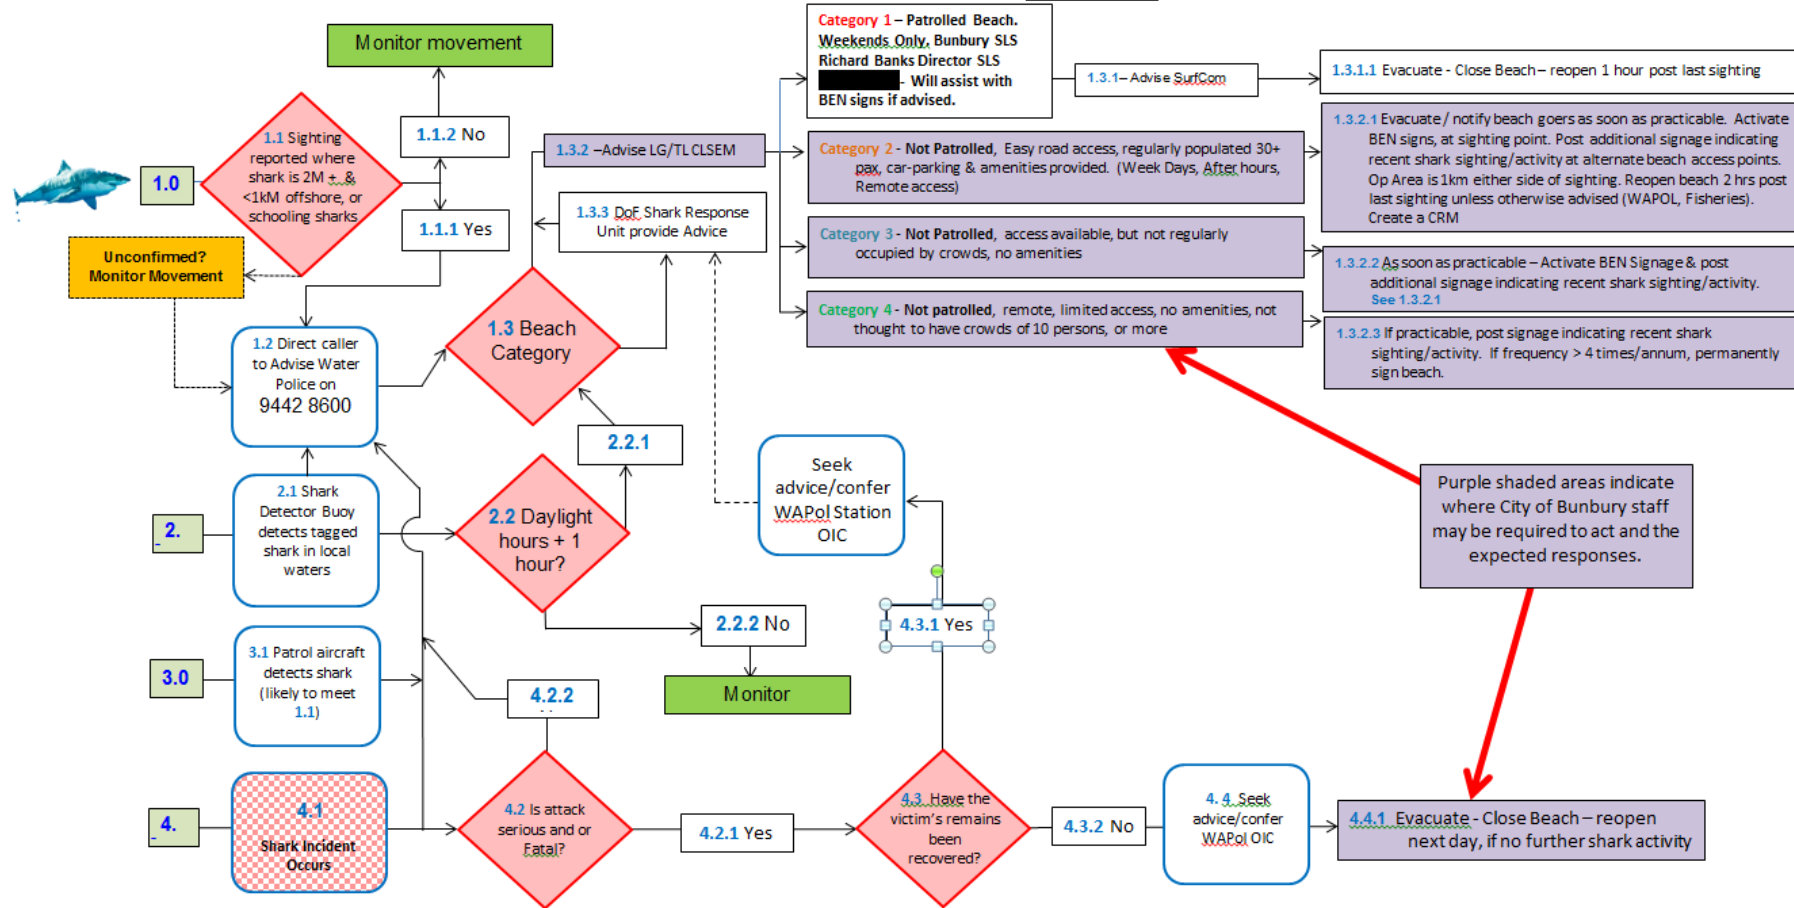 Monitor movement
1.0
1.1 Sighting
reported where
shark is 2M + &
<1kM offshore, or
schooling sharks
1.1.2 No
1.1.1 Yes
Unconfirmed?
Monitor Movement
1.2 Direct caller
to Advise Water
Police on
9442 8600
1.3 Beach
Category
1.3.2 –Advise LG/TL CLSEM
1.3.3 DoF Shark Response
Unit provide Advice
Category 1 – Patrolled Beach.
Weekends Only, Bunbury SLS
Richard Banks Director SLS
- Will assist with
BEN signs if advised.
1.3.1– Advise SurfCom
1.3.1.1 Evacuate - Close Beach – reopen 1 hour post last sighting
Category 2 - Not Patrolled, Easy road access, regularly populated 30+
pax, car-parking & amenities provided. (Week Days, After hours,
Remote access)
1.3.2.1 Evacuate / notify beach goers as soon as practicable. Activate
BEN signs, at sighting point. Post additional signage indicating
recent shark sighting/activity at alternate beach access points.
Op Area is 1km either side of sighting. Reopen beach 2 hrs post
last sighting unless otherwise advised (WAPOL, Fisheries).
Create a CRM
Category 3 - Not Patrolled, access available, but not regularly
occupied by crowds, no amenities
1.3.2.2 As soon as practicable – Activate BEN Signage & post
additional signage indicating recent shark sighting/activity.
See 1.3.2.1
Category 4 - Not patrolled, remote, limited access, no amenities, not
thought to have crowds of 10 persons, or more
1.3.2.3 If practicable, post signage indicating recent shark
sighting/activity. If frequency > 4 times/annum, permanently
sign beach.
2.
-
2.1 Shark
Detector Buoy
detects tagged
shark in local
waters
2.2 Daylight
hours + 1
hour?
2.2.1
2.2.2 No
Monitor
Seek
advice/confer
WAPol Station
OIC
Purple shaded areas indicate
where City of Bunbury staff
may be required to act and the
expected responses.
3.0
3.1 Patrol aircraft
detects shark
(likely to meet
1.1)
4.2.2
4.3.1 Yes
4.
-
4.1
Shark Incident
Occurs
4.2 Is attack
serious and or
Fatal?
4.2.1 Yes
4.3 Have the
victim's remains
been
recovered?
4.3.2 No
4. 4 Seek
advice/confer
WAPol OIC
4.4.1 Evacuate - Close Beach – reopen
next day, if no further shark activity